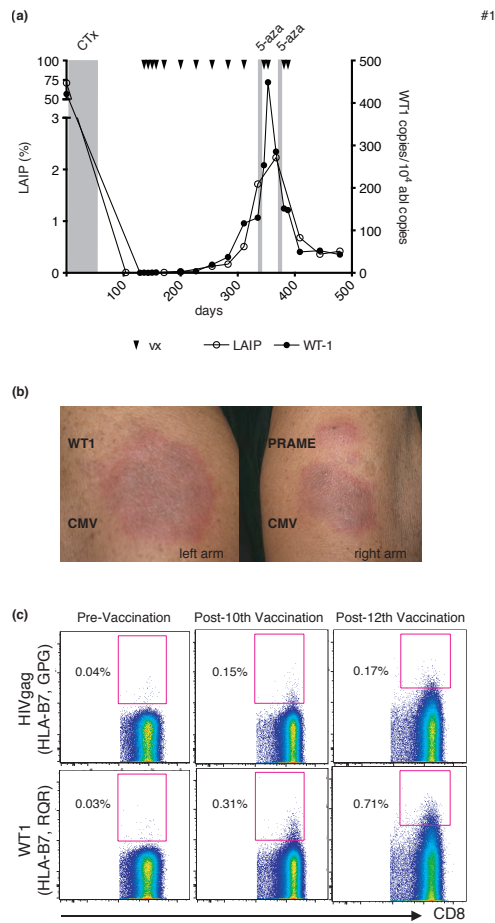 (a)
#1
CTx
5-aza
5-aza
100
75
50
3
2
1
0
LAIP (%)
500
400
300
200
100
0
WT1 copies/10⁴ abl copies
100
200
300
400
500
days
vx
LAIP
WT-1
(b)
WT1
CMV
left arm
PRAME
CMV
right arm
(c)
Pre-Vaccination
Post-10th Vaccination
Post-12th Vaccination
HIVgag
(HLA-B7, GPG)
0.04%
0.15%
0.17%
WT1
(HLA-B7, RQR)
0.03%
0.31%
0.71%
CD8